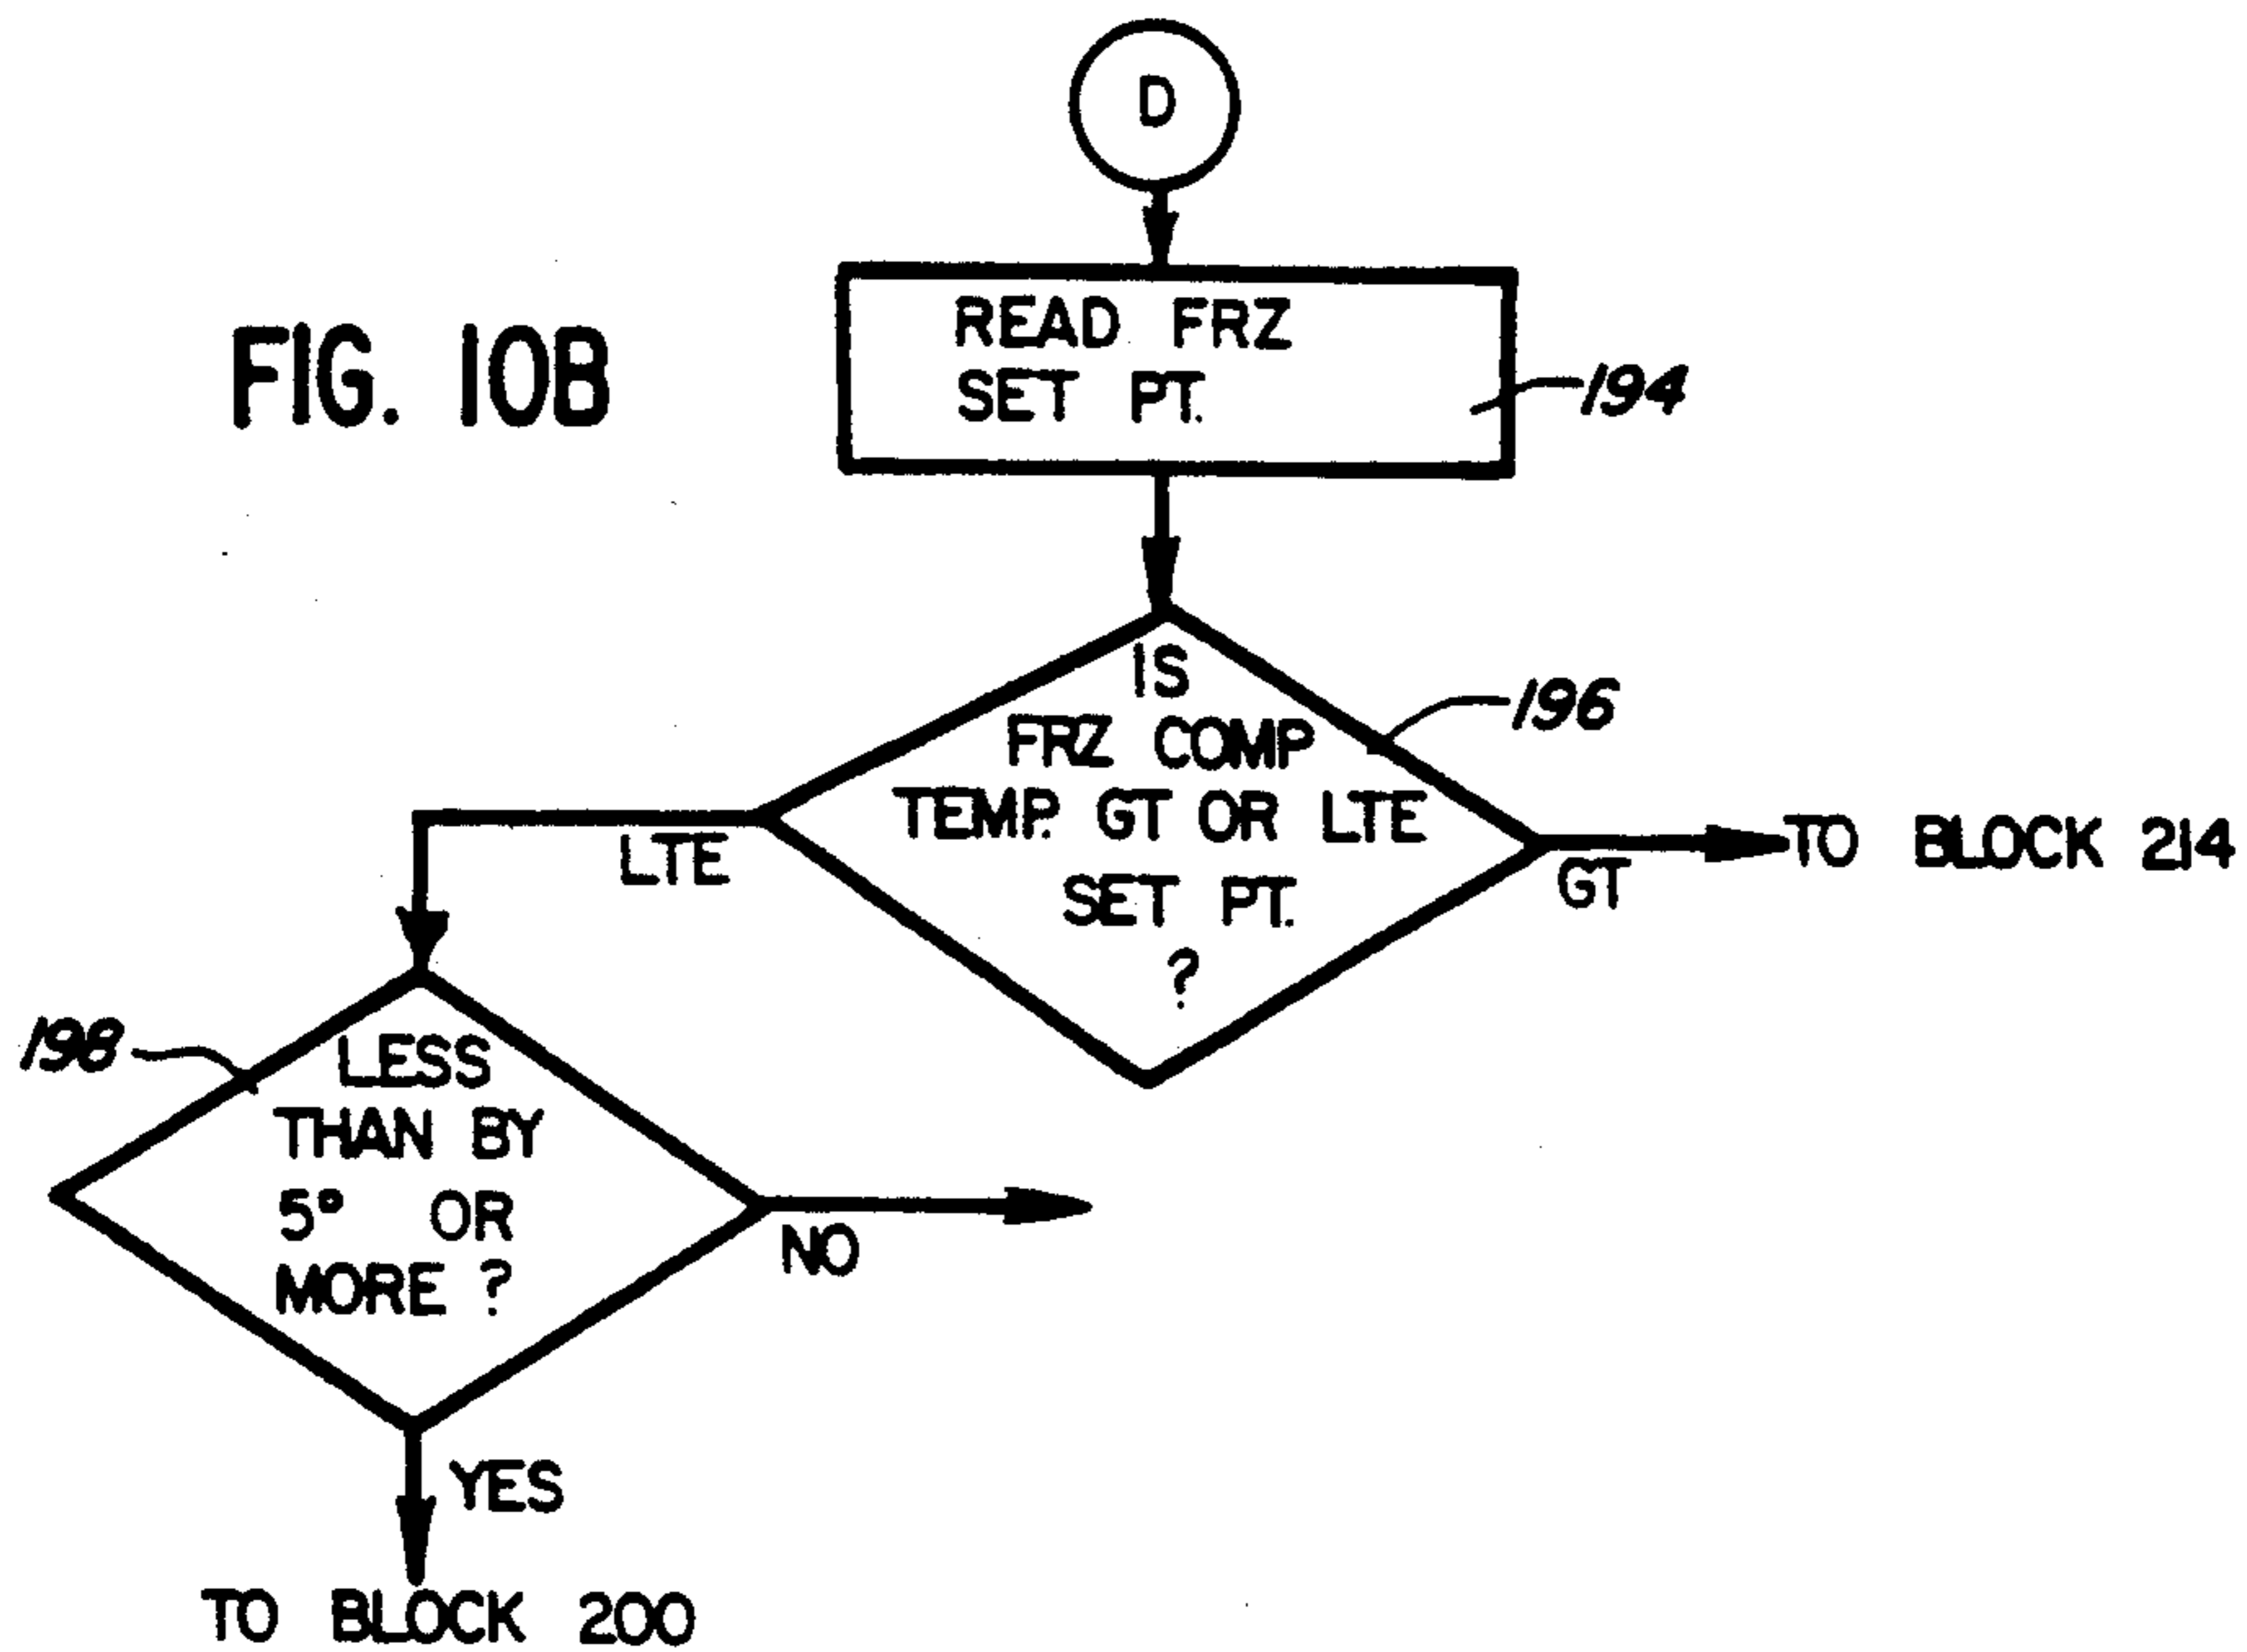 D
FIG. 10B
READ FRZ
SET PT.
194
IS
FRZ COMP
TEMP. GT OR LTE
SET PT.
?
196
LTE
GT
TO BLOCK 214
198
LESS
THAN BY
5° OR
MORE ?
NO
YES
TO BLOCK 200